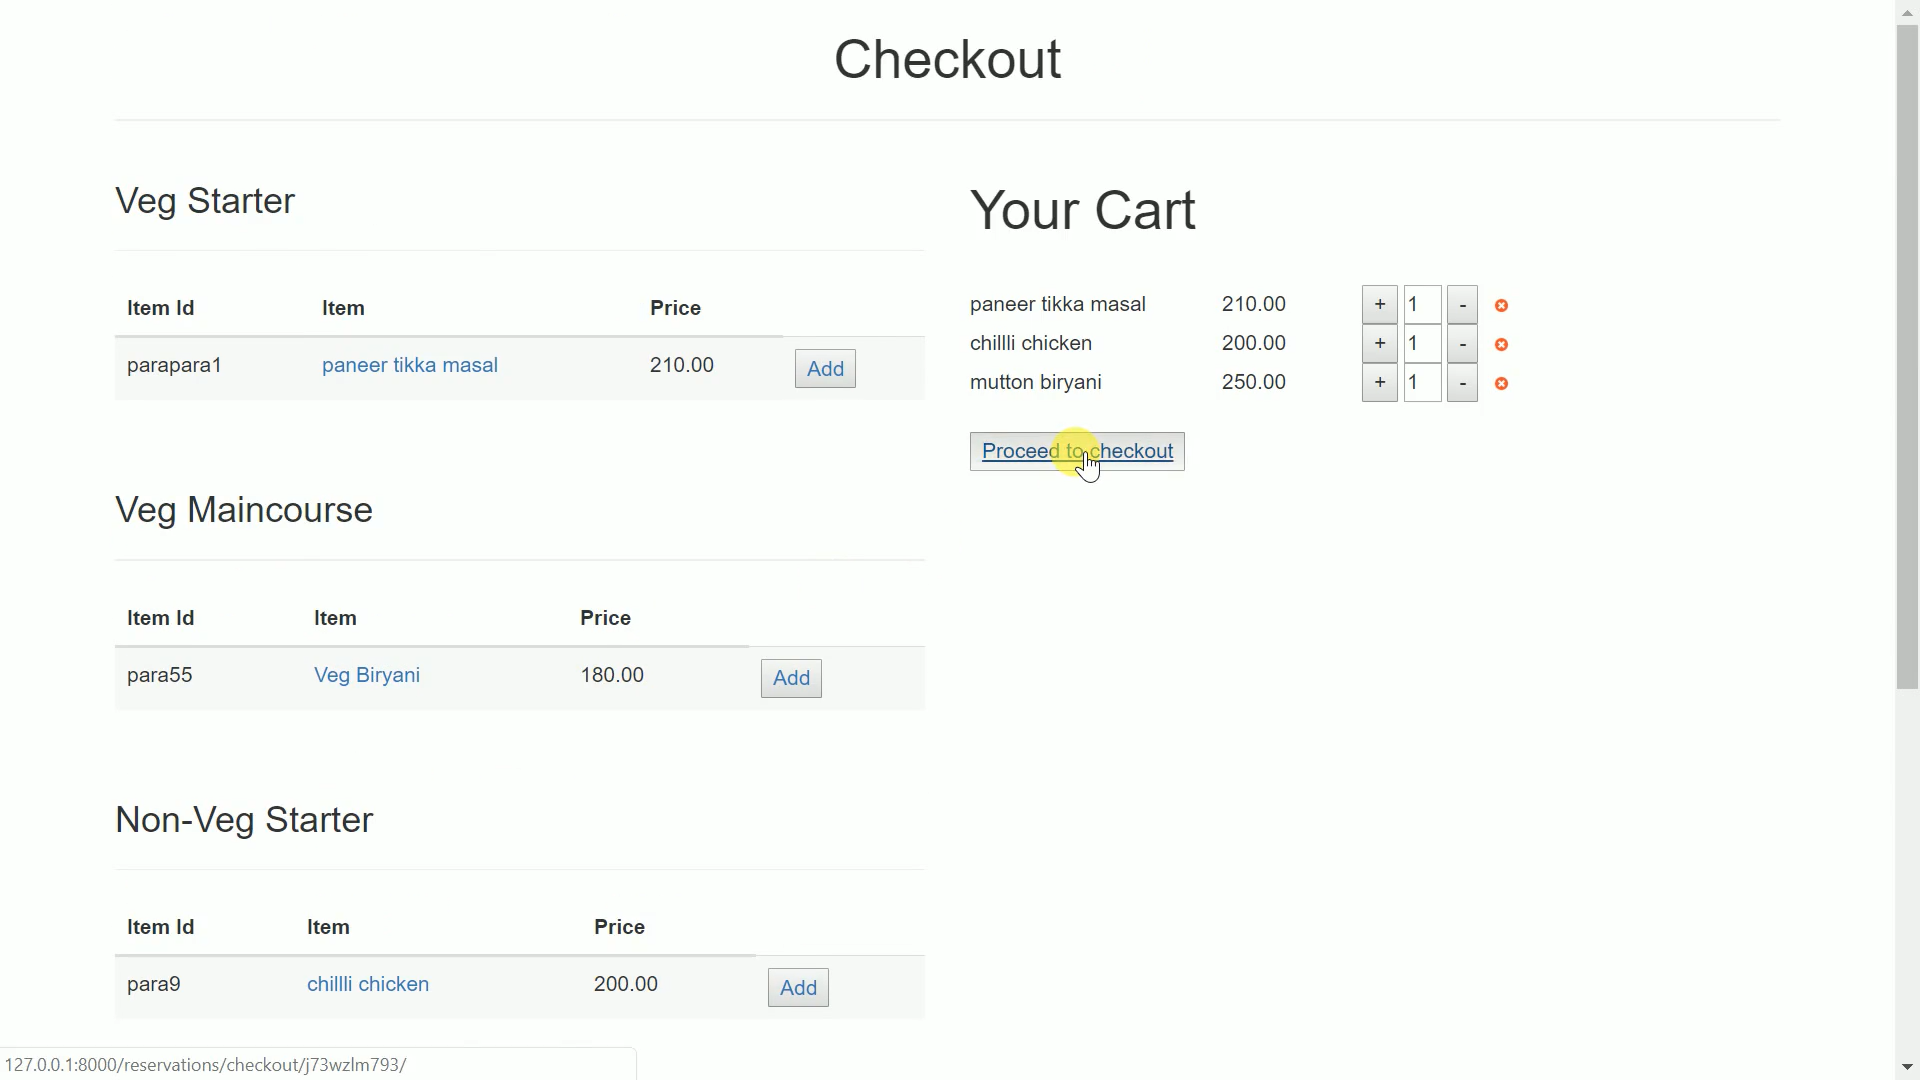 Checkout
Veg Starter
Item Id Item Price
parapara1 paneer tikka masal 210.00 Add
Veg Maincourse
Item Id Item Price
para55 Veg Biryani 180.00 Add
Non-Veg Starter
Item Id Item Price
para9 chillli chicken 200.00 Add
Your Cart
paneer tikka masal 210.00 + 1 -
chillli chicken 200.00 + 1 -
mutton biryani 250.00 + 1 -
Proceed to checkout
127.0.0.1:8000/reservations/checkout/j73wzlm793/